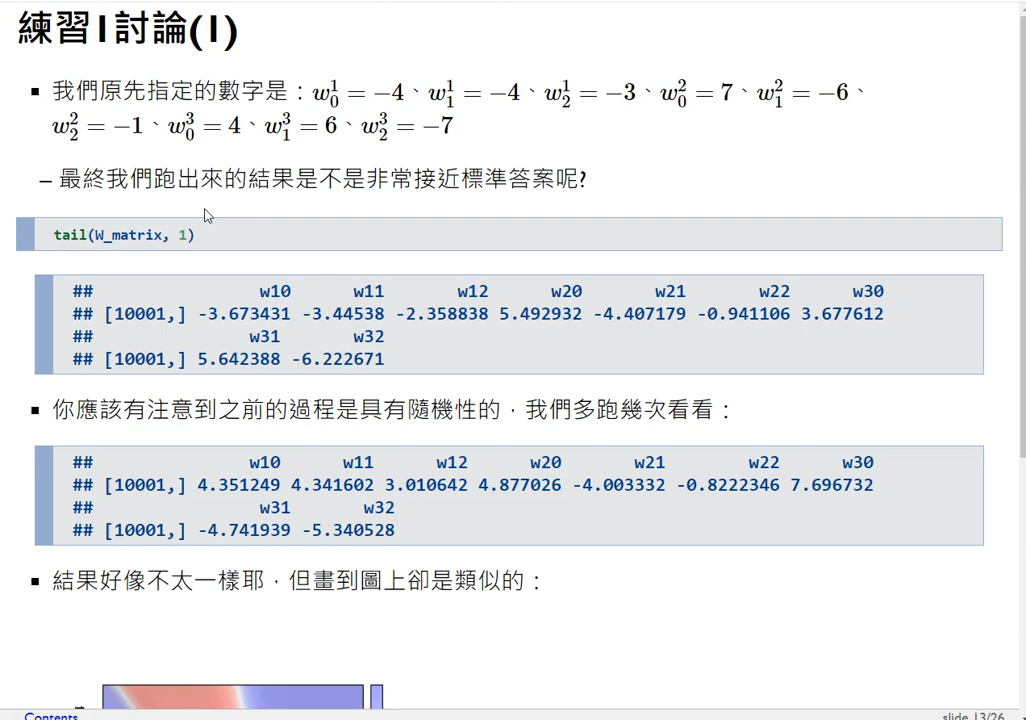 練習1討論(1)
▪ 我們原先指定的數字是：$w_0^1 = -4$、$w_1^1 = -4$、$w_2^1 = -3$、$w_0^2 = 7$、$w_1^2 = -6$、
$w_2^2 = -1$、$w_0^3 = 4$、$w_1^3 = 6$、$w_2^3 = -7$
– 最終我們跑出來的結果是不是非常接近標準答案呢?
tail(W_matrix, 1)
## w10 w11 w12 w20 w21 w22 w30
## [10001,] -3.673431 -3.44538 -2.358838 5.492932 -4.407179 -0.941106 3.677612
## w31 w32
## [10001,] 5.642388 -6.222671
▪ 你應該有注意到之前的過程是具有隨機性的，我們多跑幾次看看：
## w10 w11 w12 w20 w21 w22 w30
## [10001,] 4.351249 4.341602 3.010642 4.877026 -4.003332 -0.8222346 7.696732
## w31 w32
## [10001,] -4.741939 -5.340528
▪ 結果好像不太一樣耶，但畫到圖上卻是類似的：
Contents
slide 13/26